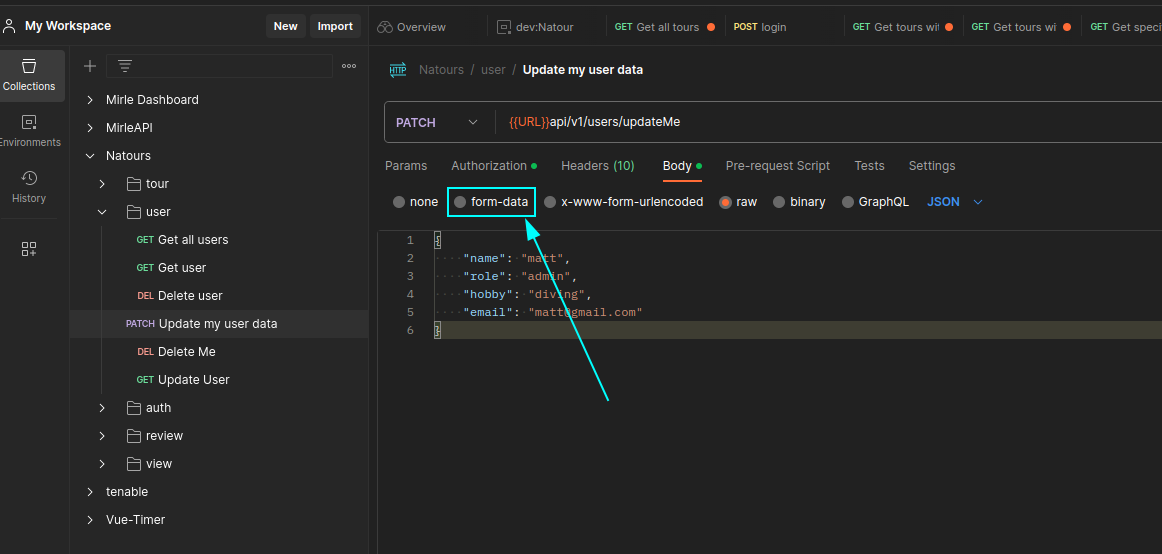 My Workspace
New
Import
Overview
dev:Natour
GET Get all tours
POST login
GET Get tours wi
GET Get tours wi
GET Get speci
Collections
Environments
History
Mirle Dashboard
MirleAPI
Natours
tour
user
GET Get all users
GET Get user
DEL Delete user
PATCH Update my user data
DEL Delete Me
GET Update User
auth
review
view
tenable
Vue-Timer
HTTP
Natours / user / Update my user data
PATCH
{{URL}}api/v1/users/updateMe
Params
Authorization
Headers (10)
Body
Pre-request Script
Tests
Settings
none
form-data
x-www-form-urlencoded
raw
binary
GraphQL
JSON
1 {
2 "name": "matt",
3 "role": "admin",
4 "hobby": "diving",
5 "email": "matt@gmail.com"
6 }